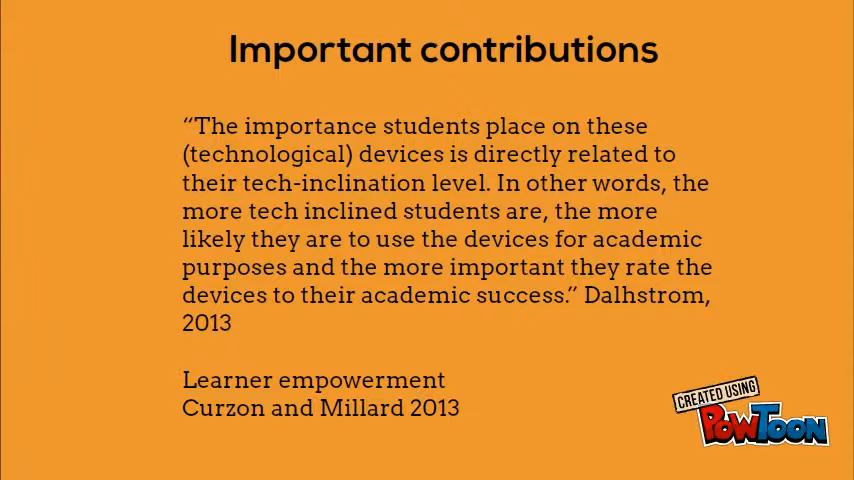 Important contributions
“The importance students place on these
(technological) devices is directly related to
their tech-inclination level. In other words, the
more tech inclined students are, the more
likely they are to use the devices for academic
purposes and the more important they rate the
devices to their academic success.” Dalhstrom,
2013
Learner empowerment
Curzon and Millard 2013
CREATED USING
POWTOON